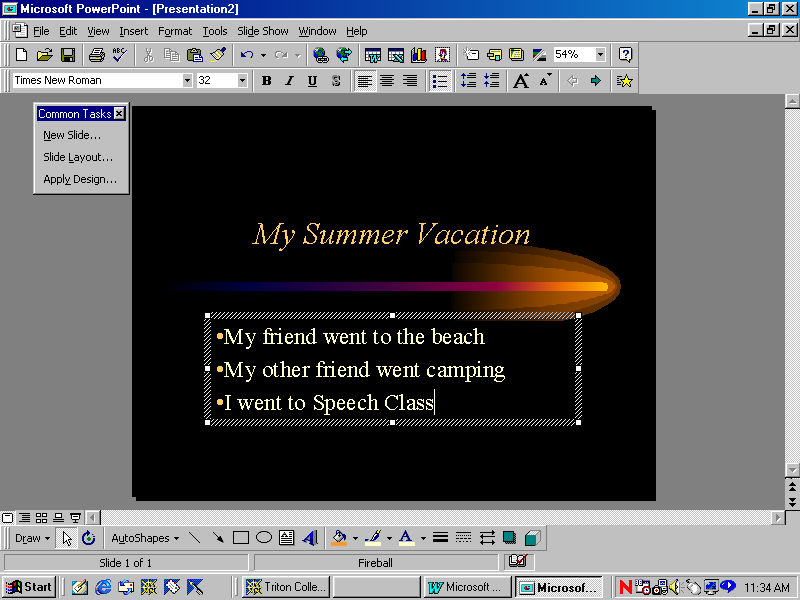 Microsoft PowerPoint - [Presentation2]
File Edit View Insert Format Tools Slide Show Window Help
54%
Times New Roman 32 B I U S
Common Tasks
New Slide...
Slide Layout...
Apply Design...
My Summer Vacation
•My friend went to the beach
•My other friend went camping
•I went to Speech Class
Draw AutoShapes
Slide 1 of 1 Fireball
Start Triton Colle... Microsoft ... Microsof... 11:34 AM